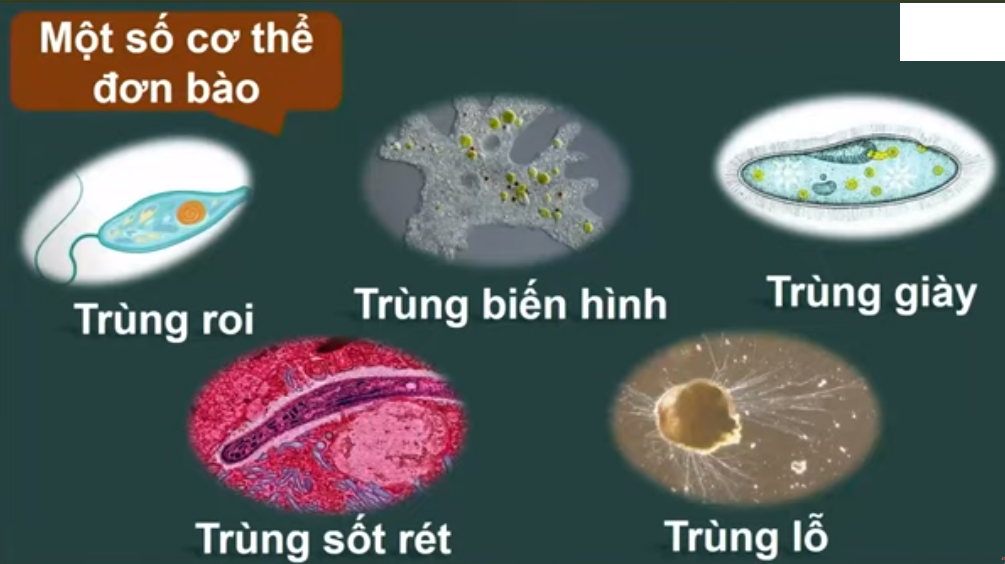 Một số cơ thể
đơn bào
Trùng roi
Trùng biến hình
Trùng giày
Trùng sốt rét
Trùng lỗ